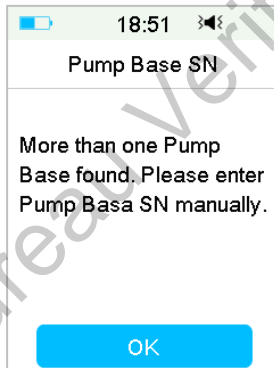 18:51
Pump Base SN
More than one Pump
Base found. Please enter
Pump Basa SN manually.
OK